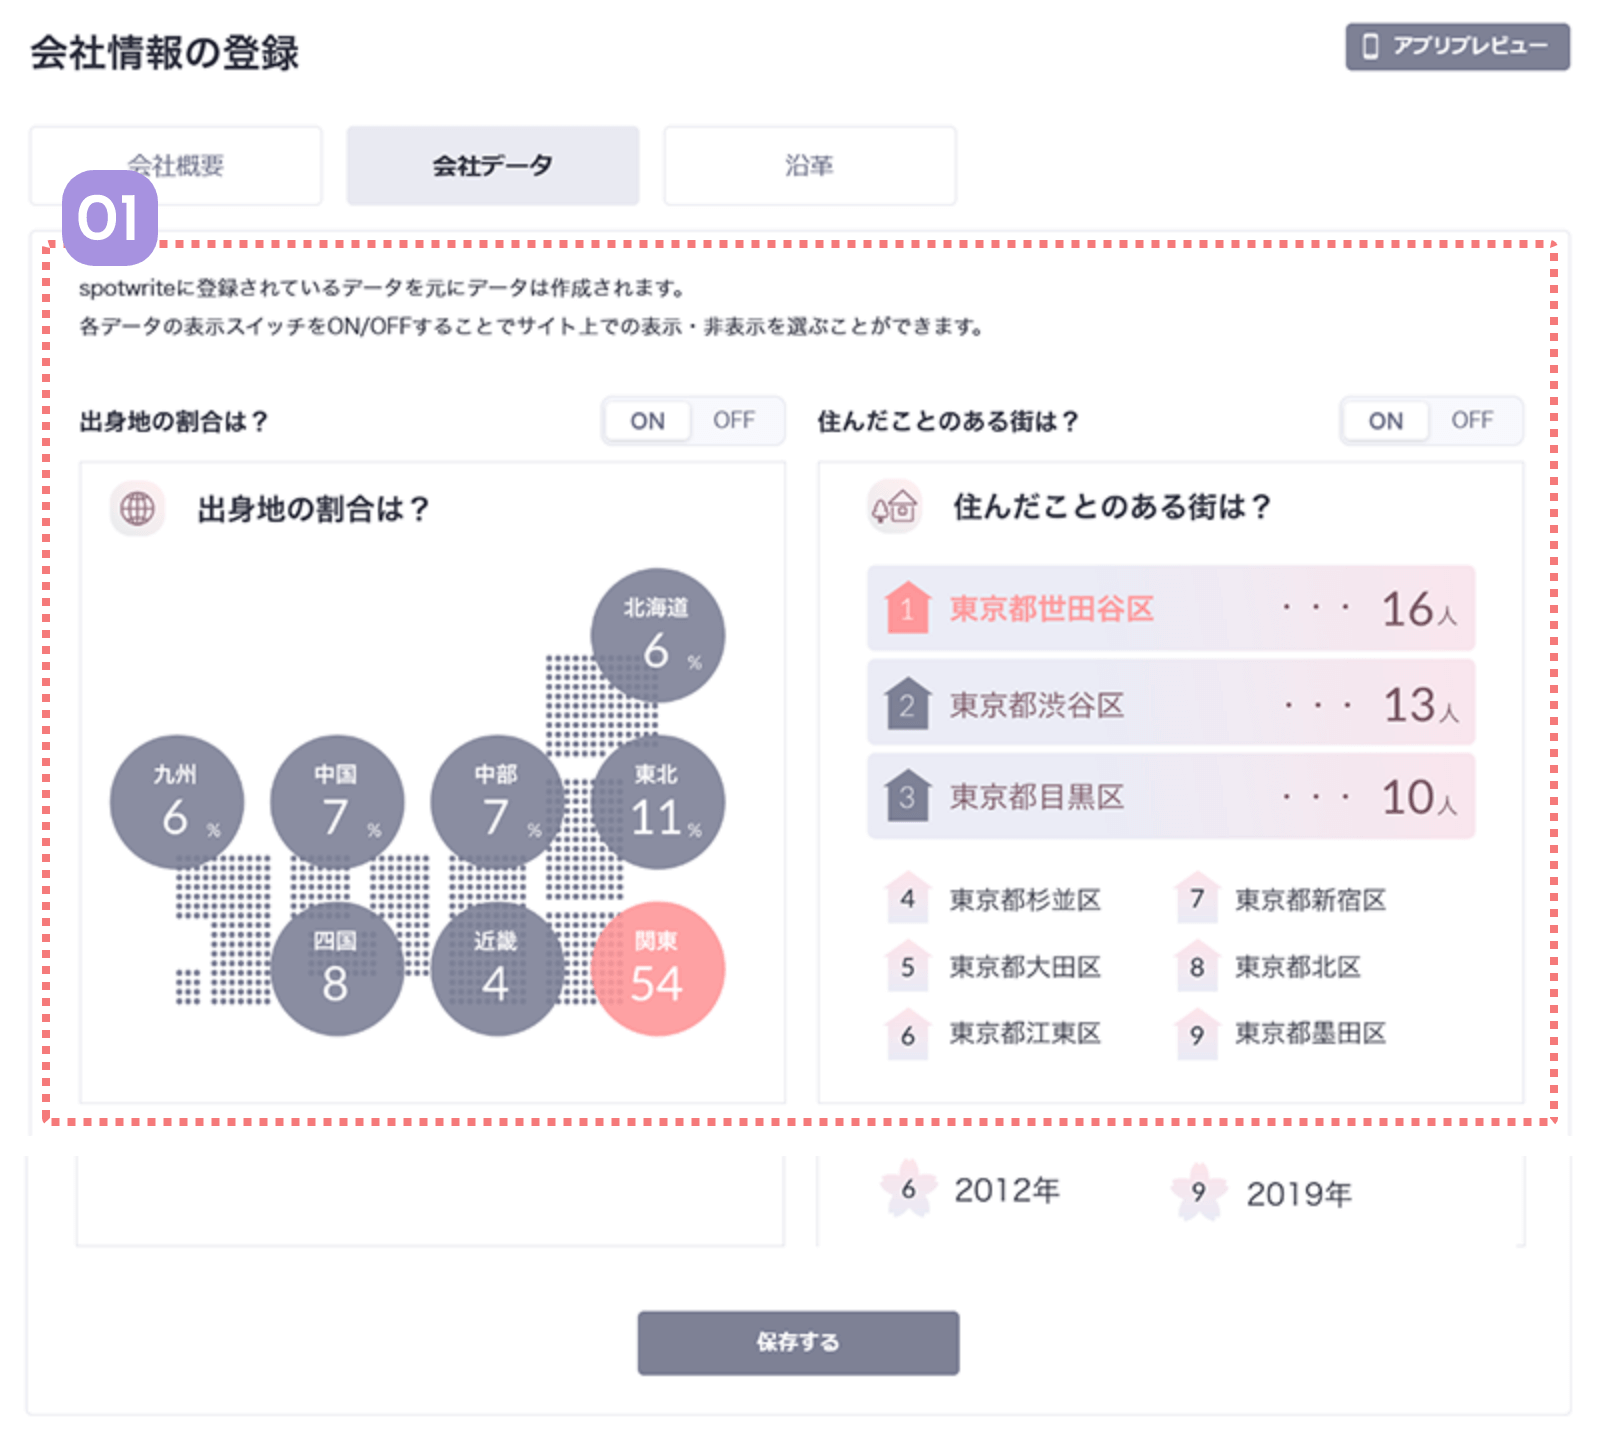 会社情報の登録
アプリプレビュー
会社概要
会社データ
沿革
01
spotwriteに登録されているデータを元にデータは作成されます。
各データの表示スイッチをON/OFFすることでサイト上での表示・非表示を選ぶことができます。
出身地の割合は？
ON OFF
住んだことのある街は？
ON OFF
出身地の割合は？
北海道
6 %
九州
6 %
中国
7 %
中部
7 %
東北
11 %
四国
8
近畿
4
関東
54
住んだことのある街は？
1 東京都世田谷区 ・・・ 16人
2 東京都渋谷区 ・・・ 13人
3 東京都目黒区 ・・・ 10人
4 東京都杉並区
7 東京都新宿区
5 東京都大田区
8 東京都北区
6 東京都江東区
9 東京都墨田区
6 2012年
9 2019年
保存する